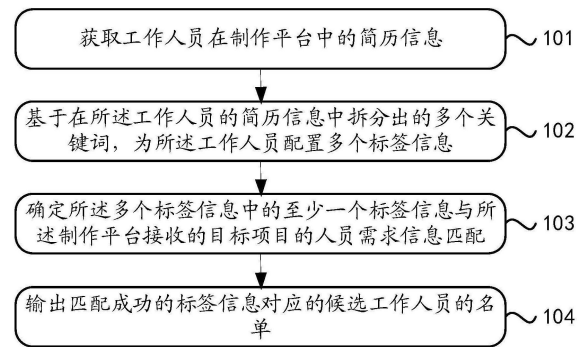 获取工作人员在制作平台中的简历信息
101
基于在所述工作人员的简历信息中拆分出的多个关
键词，为所述工作人员配置多个标签信息
102
确定所述多个标签信息中的至少一个标签信息与所
述制作平台接收的目标项目的人员需求信息匹配
103
输出匹配成功的标签信息对应的候选工作人员的名
单
104